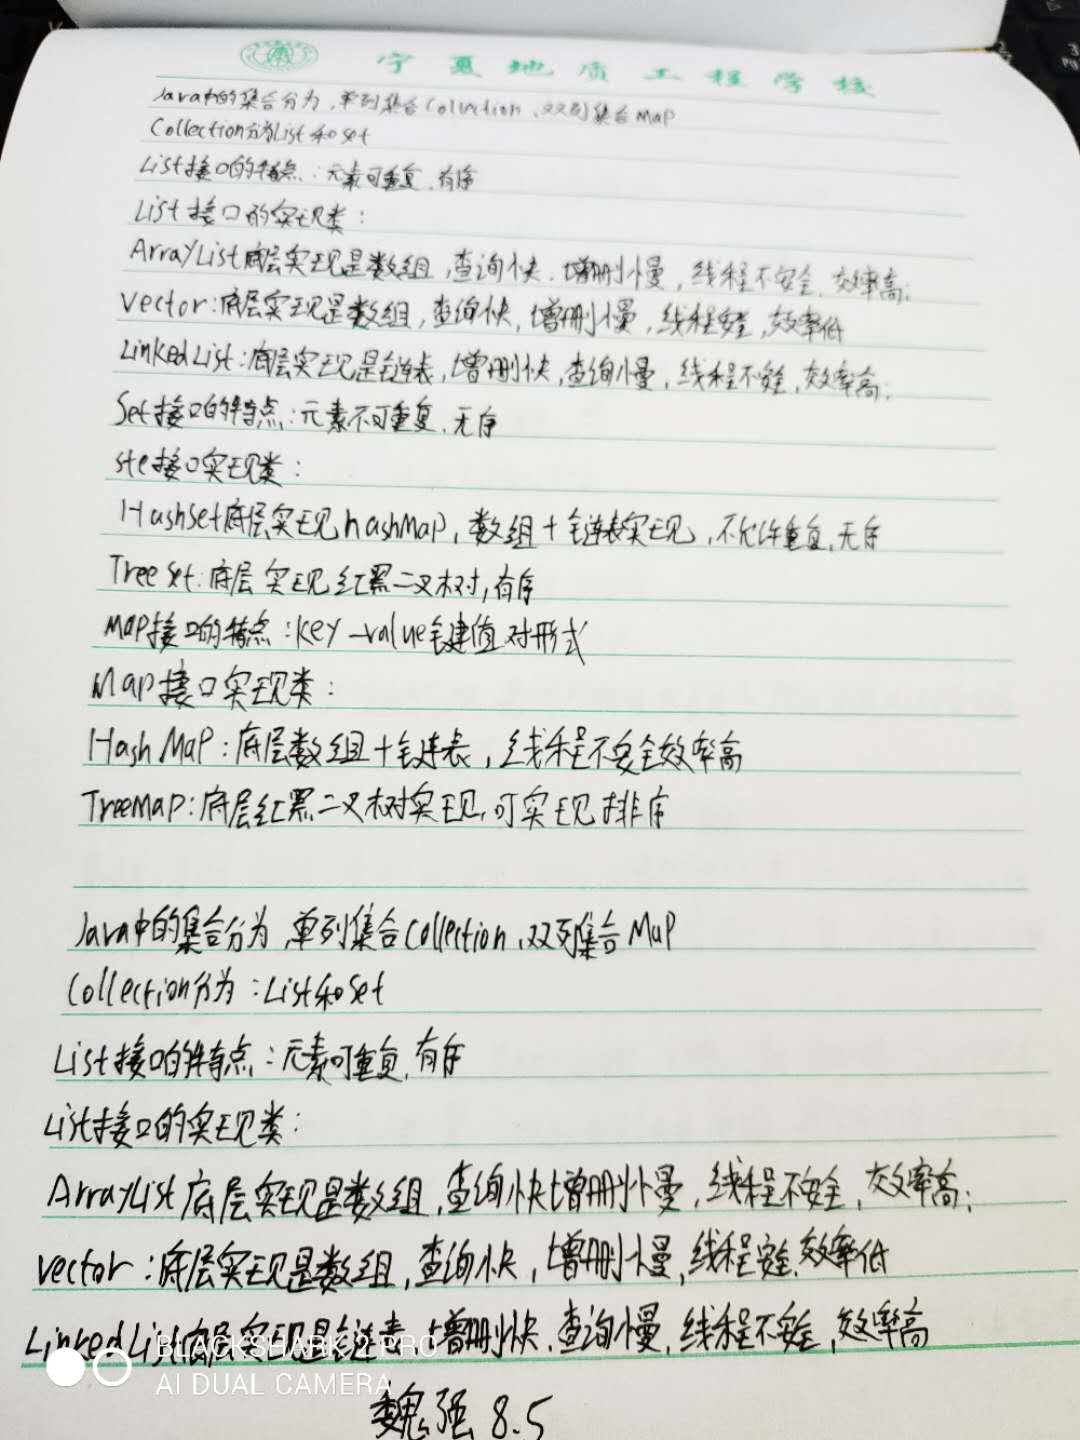 宁夏地质工程学校
Java中的集合分为,单列集合Collection、双列集合Map
Collection分为List和set
List接口的特点:元素可重复,有序
List接口的实现类:
ArrayList底层实现是数组,查询快,增删慢,线程不安全,效率高;
Vector:底层实现是数组,查询快,增删慢,线程安全,效率低
LinkedList:底层实现是链表,增删快,查询慢,线程不安全,效率高;
Set接口的特点:元素不可重复,无序
ste接口实现类:
HashSet底层实现hashMap,数组+链表实现,不允许重复,无序
TreeSet:底层实现红黑二叉树,有序
Map接口的特点:key-value键值对形式
Map接口实现类:
HashMap:底层数组+链表,线程不安全效率高
TreeMap:底层红黑二叉树实现,可实现排序
Java中的集合分为,单列集合Collection、双列集合Map
Collection分为:List和set
List接口的特点:元素可重复,有序
List接口的实现类:
ArrayList底层实现是数组,查询快增删慢,线程不安全,效率高;
vector:底层实现是数组,查询快,增删慢,线程安全,效率低
LinkedList底层实现是链表,增删快,查询慢,线程不安全,效率高
BLACKSHARK 2 PRO
AI DUAL CAMERA
魏强 8.5